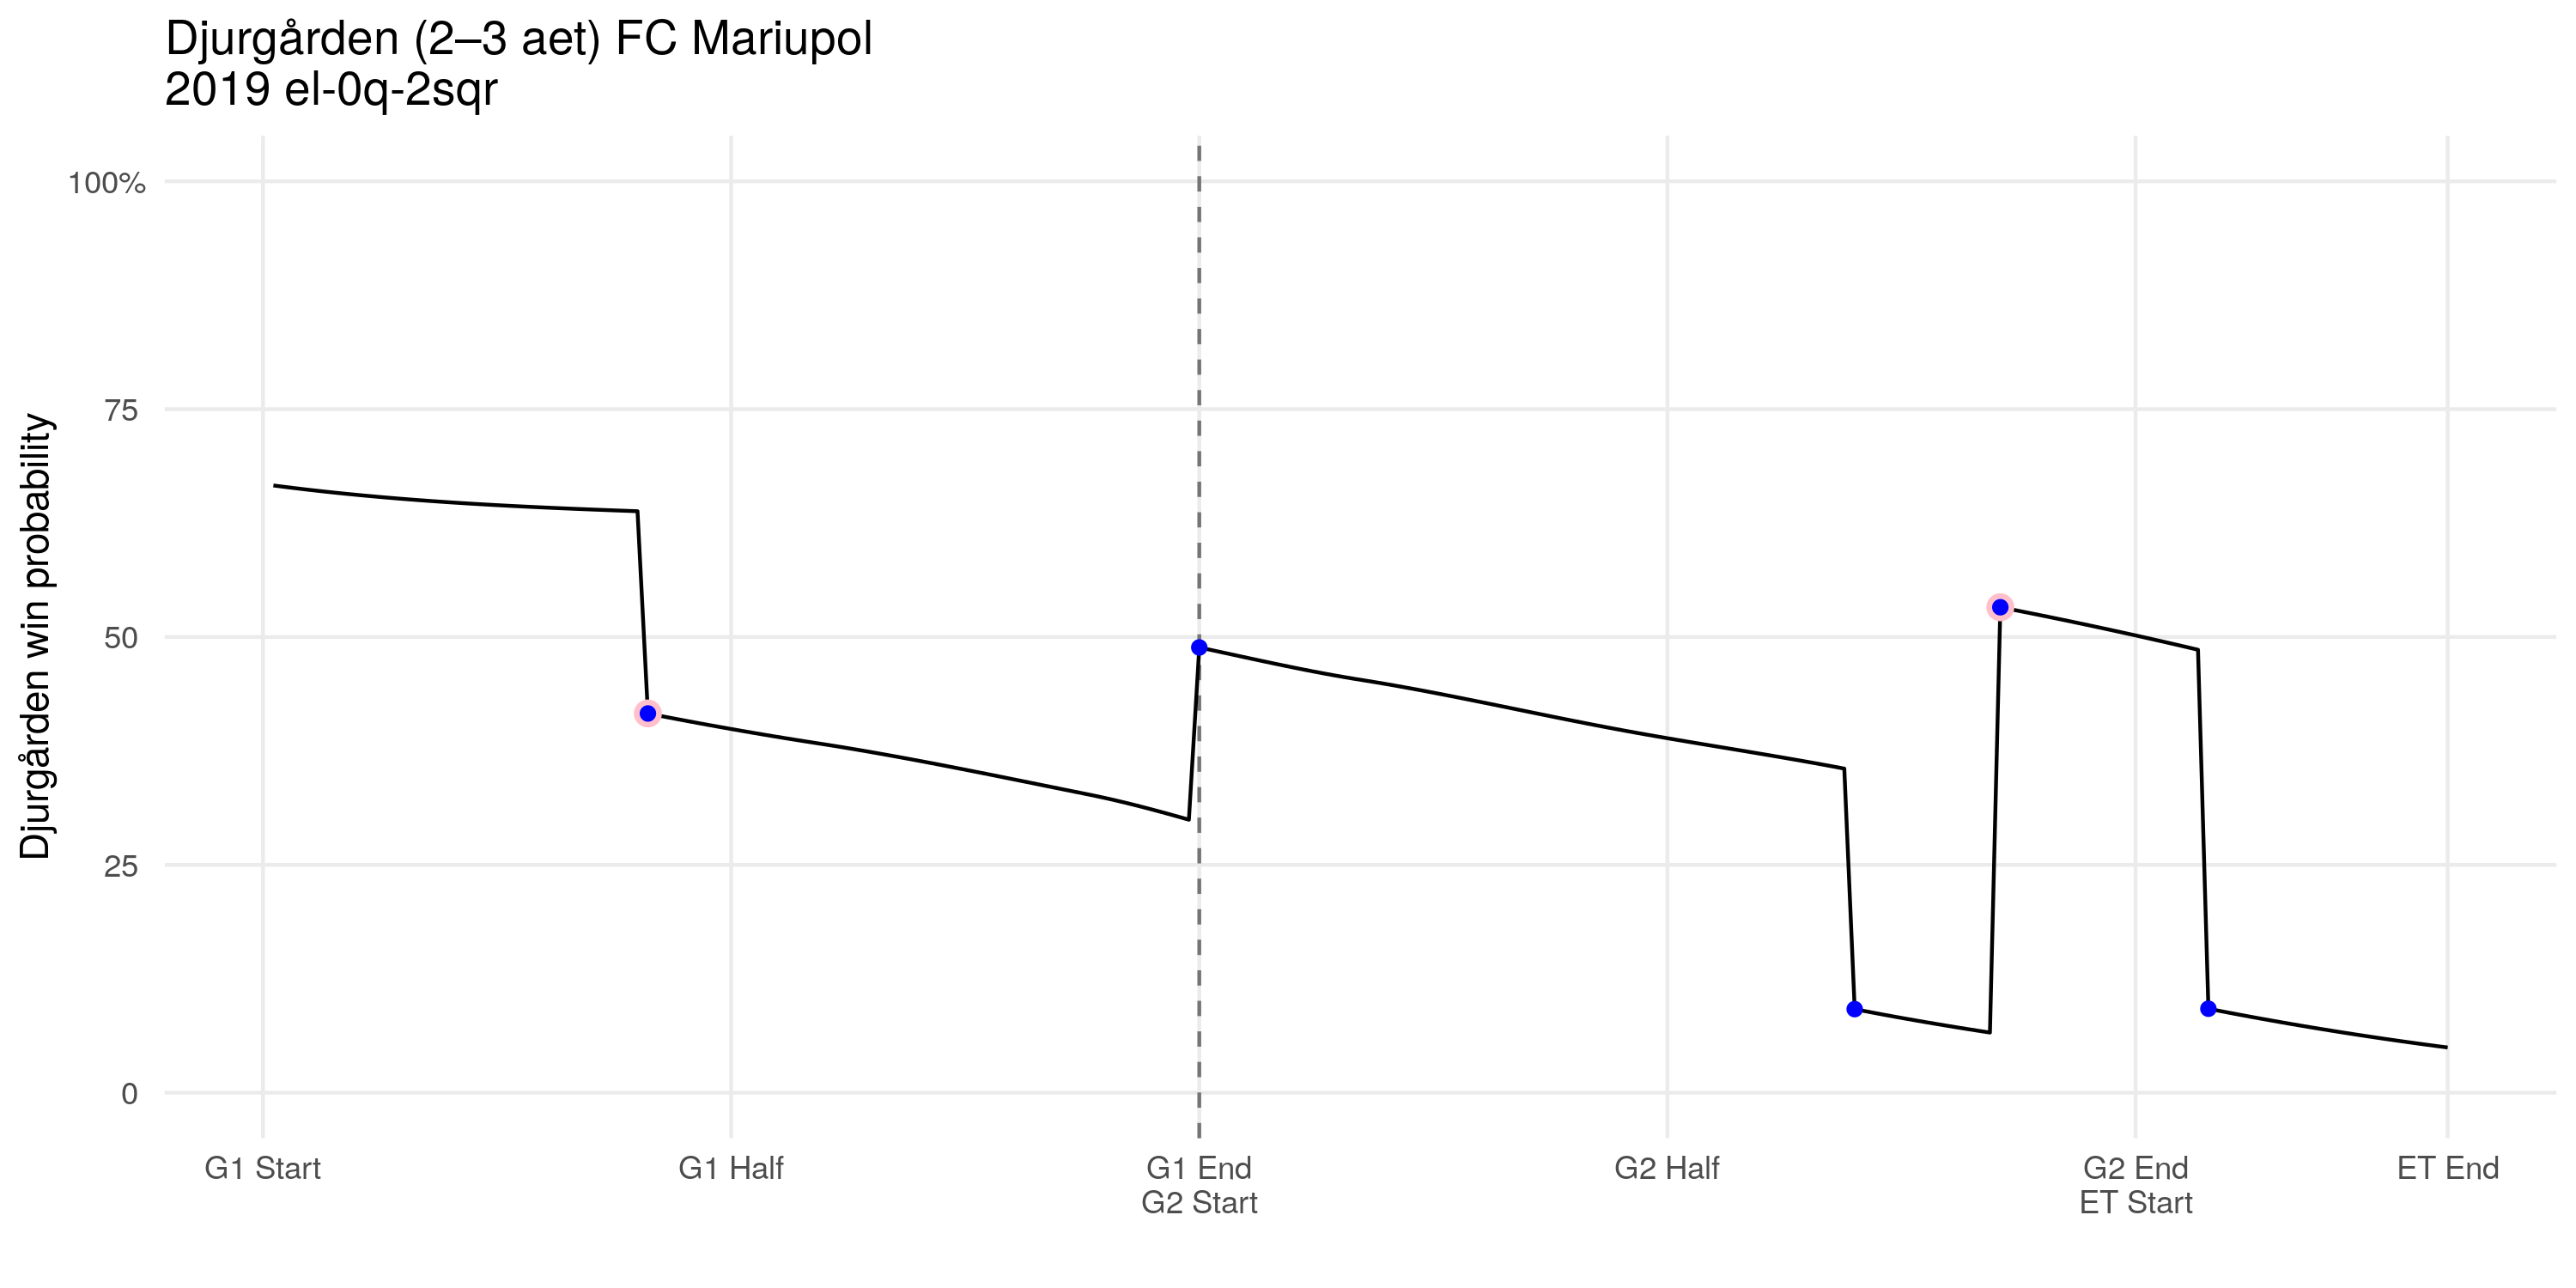 Djurgården (2–3 aet) FC Mariupol
2019 el-0q-2sqr
Djurgården win probability
100%
75
50
25
0
G1 Start
G1 Half
G1 End
G2 Start
G2 Half
G2 End
ET Start
ET End